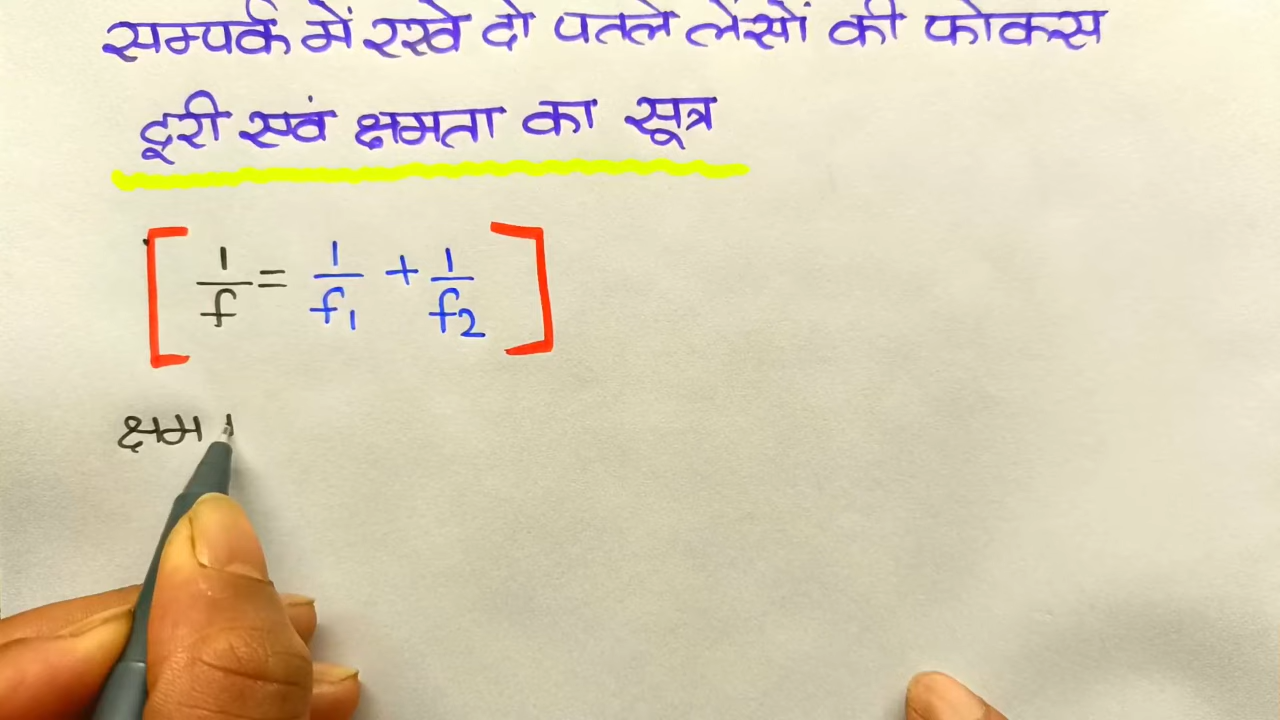 सम्पर्क में रखे दो पतले लेंसों की फोकस
दूरी एवं क्षमता का सूत्र
[ 1/f = 1/f₁ + 1/f₂ ]
क्षम